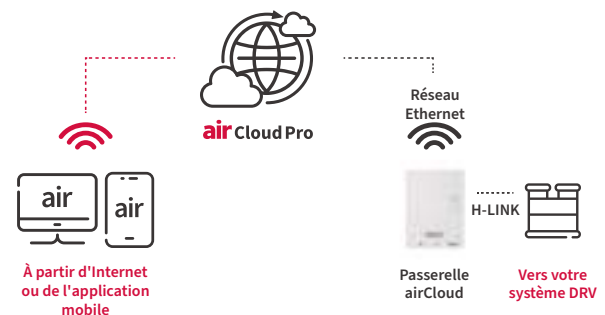 air Cloud Pro
Réseau
Ethernet
air
air
H-LINK
À partir d'Internet
ou de l'application
mobile
Passerelle
airCloud
Vers votre
système DRV